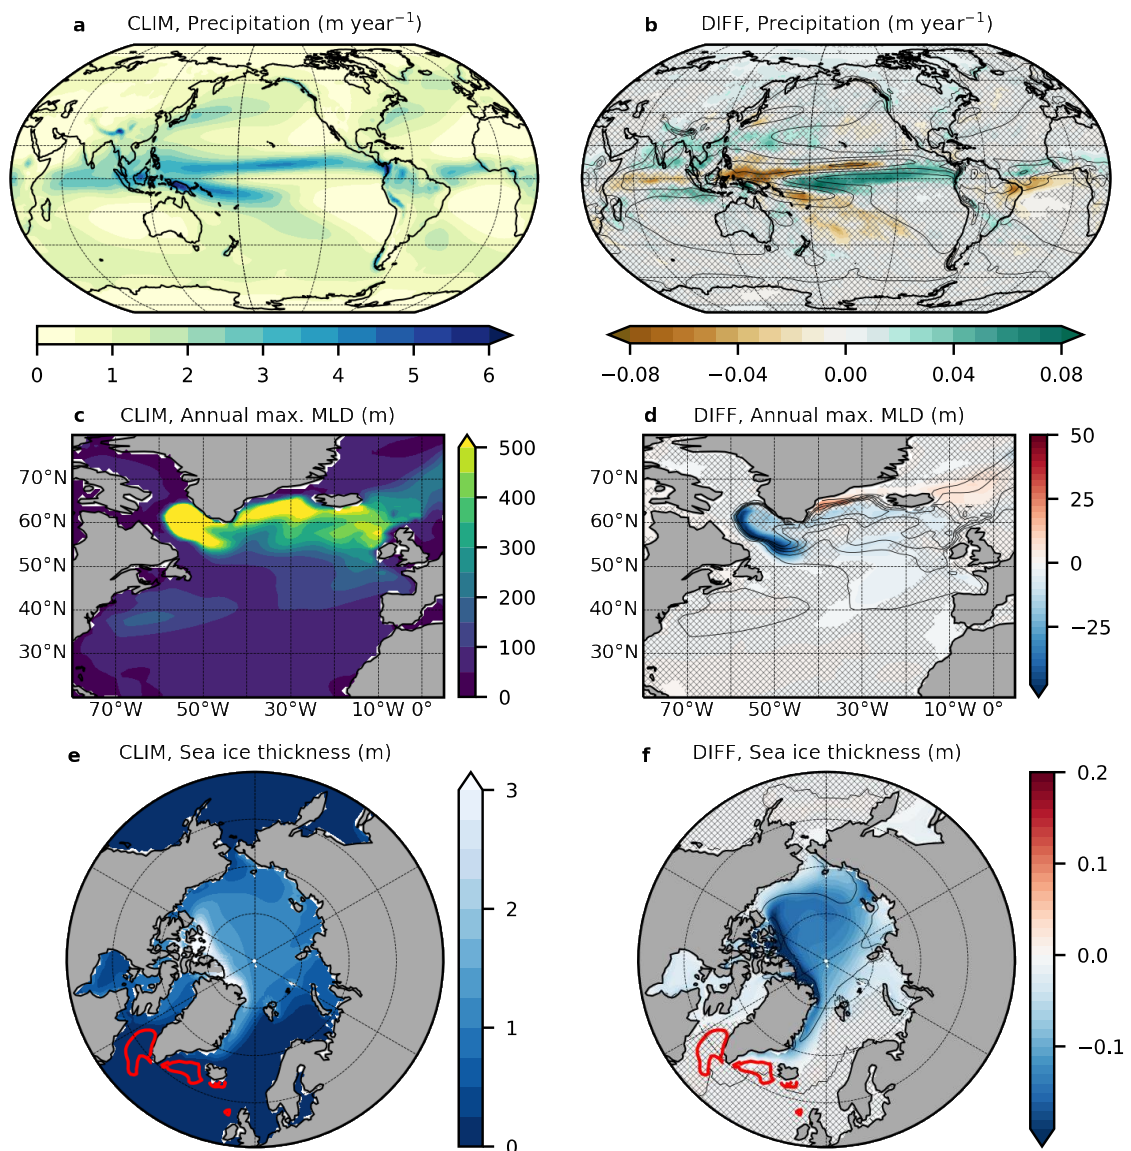 a CLIM, Precipitation (m year⁻¹)
b DIFF, Precipitation (m year⁻¹)
0 1 2 3 4 5 6
−0.08 −0.04 0.00 0.04 0.08
c CLIM, Annual max. MLD (m)
d DIFF, Annual max. MLD (m)
70°N
60°N
50°N
40°N
30°N
70°W 50°W 30°W 10°W 0°
500
400
300
200
100
0
70°N
60°N
50°N
40°N
30°N
70°W 50°W 30°W 10°W 0°
50
25
0
−25
e CLIM, Sea ice thickness (m)
f DIFF, Sea ice thickness (m)
3
2
1
0
0.2
0.1
0.0
−0.1